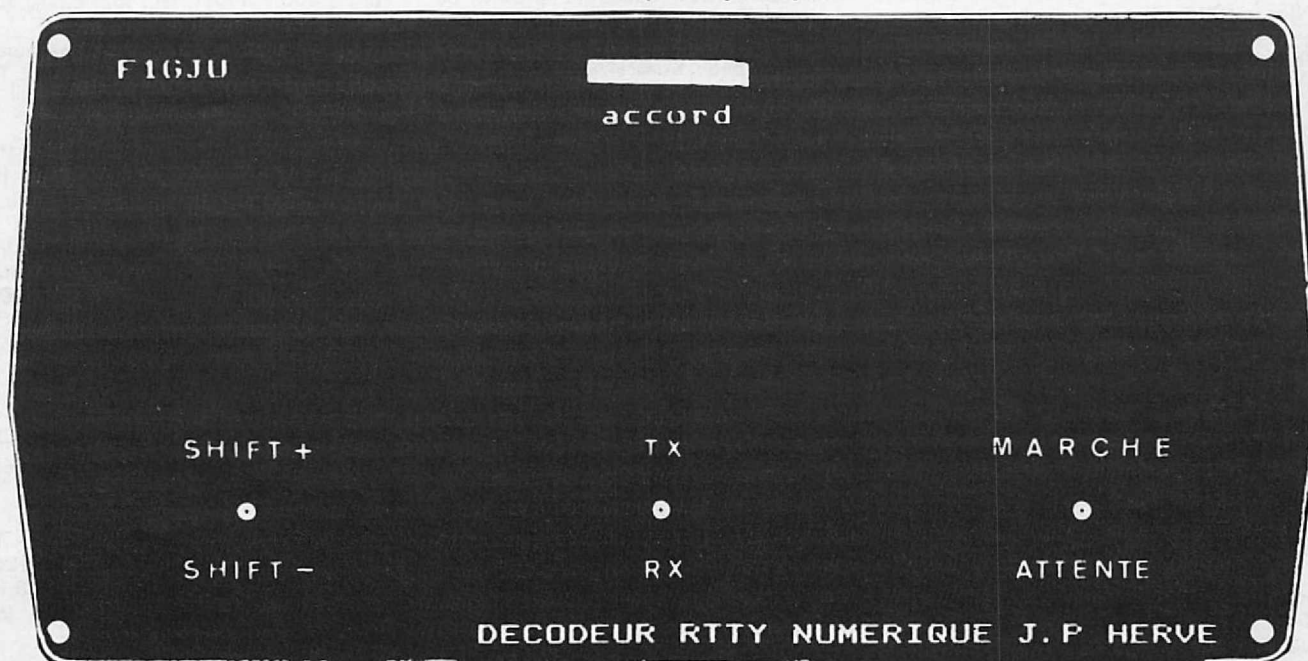 F1GJU
accord
SHIFT+ TX MARCHE
SHIFT- RX ATTENTE
DECODEUR RTTY NUMERIQUE J.P HERVE